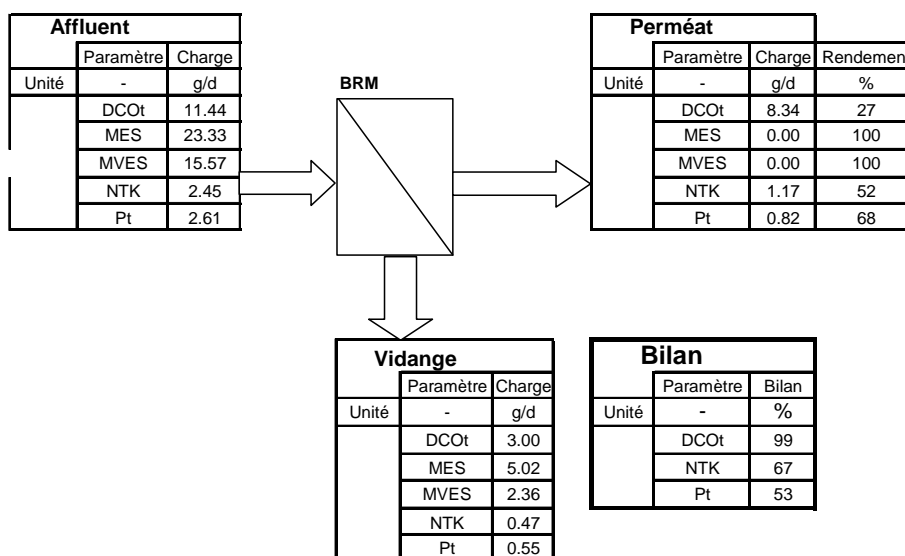 Affluent
Paramètre Charge
Unité - g/d
DCOt 11.44
MES 23.33
MVES 15.57
NTK 2.45
Pt 2.61
BRM
Perméat
Paramètre Charge Rendemen
Unité - g/d %
DCOt 8.34 27
MES 0.00 100
MVES 0.00 100
NTK 1.17 52
Pt 0.82 68
Vidange
Paramètre Charge
Unité - g/d
DCOt 3.00
MES 5.02
MVES 2.36
NTK 0.47
Pt 0.55
Bilan
Paramètre Bilan
Unité - %
DCOt 99
NTK 67
Pt 53